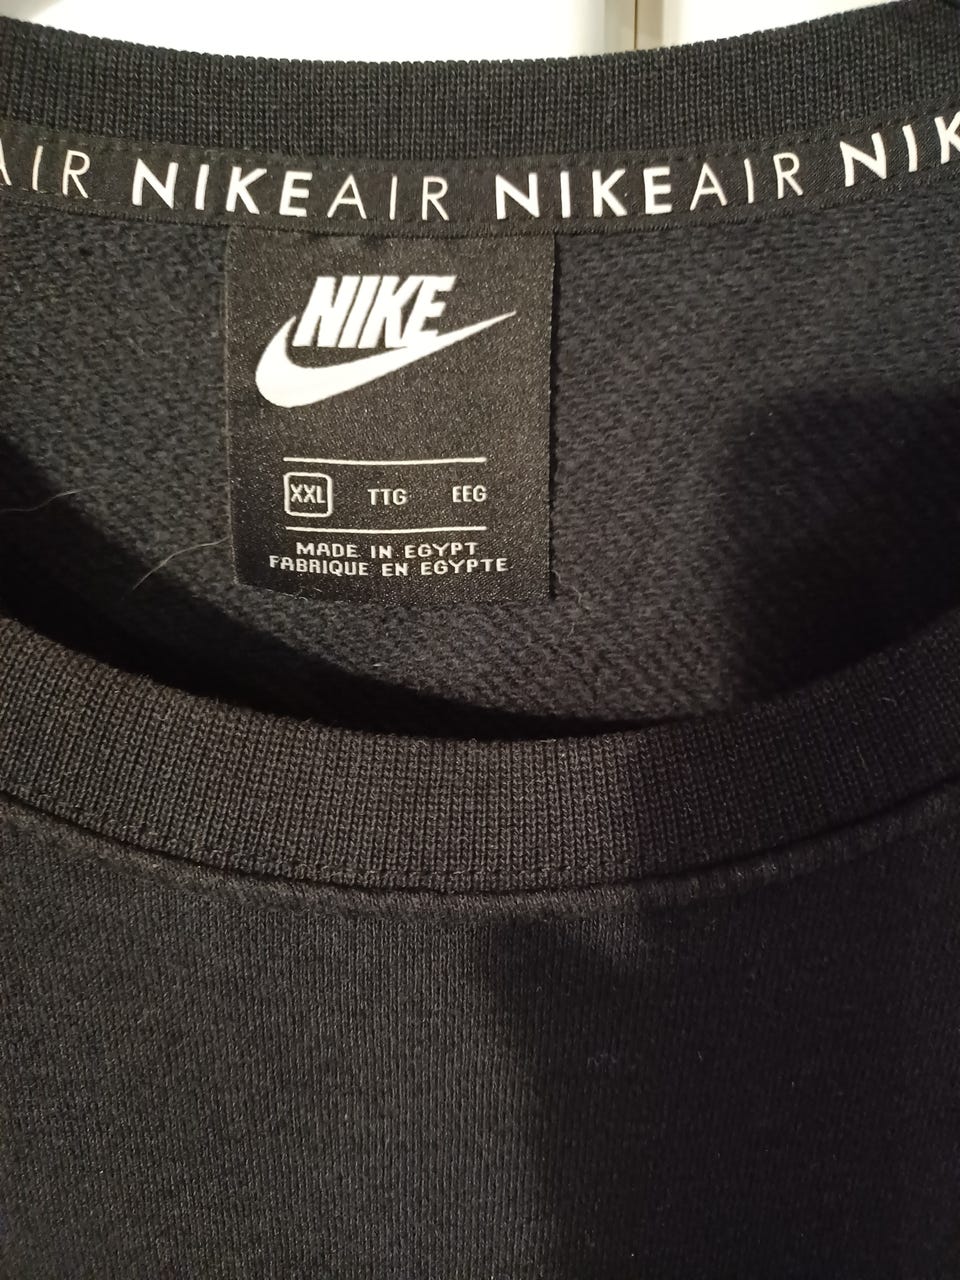 AIR NIKEAIR NIKEAIR NIK
NIKE
XXL TTG EEG
MADE IN EGYPT
FABRIQUE EN EGYPTE